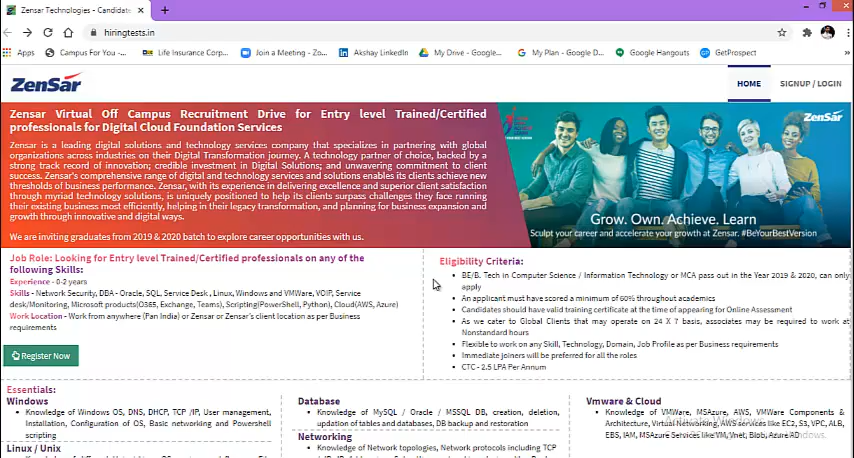 Zensar Technologies - Candidate
hiringtests.in
Apps
Campus For You -...
Life Insurance Corp...
Join a Meeting - Zo...
Akshay LinkedIn
My Drive - Google...
My Plan - Google D...
Google Hangouts
GetProspect
ZenSar
HOME
SIGNUP / LOGIN
Zensar Virtual Off Campus Recruitment Drive for Entry level Trained/Certified
professionals for Digital Cloud Foundation Services
Zensar is a leading digital solutions and technology services company that specializes in partnering with global
organizations across industries on their Digital Transformation journey. A technology partner of choice, backed by a
strong track record of innovation; credible investment in Digital Solutions; and unwavering commitment to client
success. Zensar's comprehensive range of digital and technology services and solutions enables its clients achieve new
thresholds of business performance. Zensar, with its experience in delivering excellence and superior client satisfaction
through myriad technology solutions, is uniquely positioned to help its clients surpass challenges they face running
their existing business most efficiently, helping in their legacy transformation, and planning for business expansion and
growth through innovative and digital ways.
We are inviting graduates from 2019 & 2020 batch to explore career opportunities with us.
ZenSar
Grow. Own. Achieve. Learn
Sculpt your career and accelerate your growth at Zensar. #BeYourBestVersion
Job Role: Looking for Entry level Trained/Certified professionals on any of the
following Skills:
Experience - 0-2 years
Skills - Network Security, DBA - Oracle, SQL, Service Desk , Linux, Windows and VMWare, VOIP, Service
desk/Monitoring, Microsoft products(O365, Exchange, Teams), Scripting(PowerShell, Python), Cloud(AWS, Azure)
Work Location - Work from anywhere (Pan India) or Zensar or Zensar's client location as per Business
requirements
Register Now
Eligibility Criteria:
BE/B. Tech in Computer Science / Information Technology or MCA pass out in the Year 2019 & 2020, can only
apply
An applicant must have scored a minimum of 60% throughout academics
Candidates should have valid training certificate at the time of appearing for Online Assessment
As we cater to Global Clients that may operate on 24 X 7 basis, associates may be required to work at
Nonstandard hours
Flexible to work on any Skill, Technology, Domain, Job Profile as per Business requirements
Immediate joiners will be preferred for all the roles
CTC - 2.5 LPA Per Annum
Essentials:
Windows
Knowledge of Windows OS, DNS, DHCP, TCP /IP, User management,
Installation, Configuration of OS, Basic networking and Powershell
scripting
Linux / Unix
Database
Knowledge of MySQL / Oracle / MSSQL DB, creation, deletion,
updation of tables and databases, DB backup and restoration
Networking
Knowledge of Network topologies, Network protocols including TCP
Vmware & Cloud
Knowledge of VMWare, MSAzure, AWS, VMWare Components &
Architecture, Virtual Networking, AWS services like EC2, S3, VPC, ALB,
EBS, IAM, MSAzure Services like VM, Vnet, Blob, Azure AD
Activate Windows